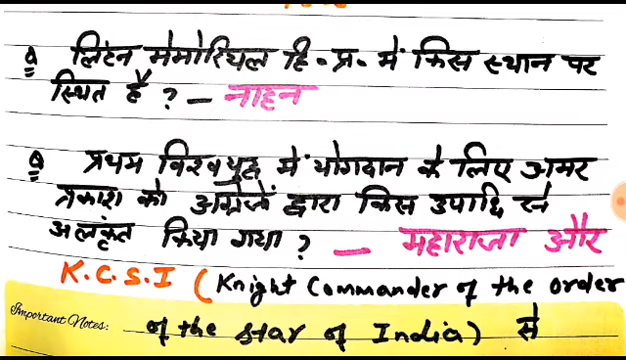 Q लिटन मेमोरियल हि॰ प्र॰ में किस स्थान पर
स्थित है ? – नाहन
Q प्रथम विश्वयुद्ध में योगदान के लिए अमर
प्रकाश को अंग्रेजों द्वारा किस उपाधि से
अलंकृत किया गया ? – महाराजा और
K.C.S.I (Knight Commander of the order
Important Notes: of the star of India) से